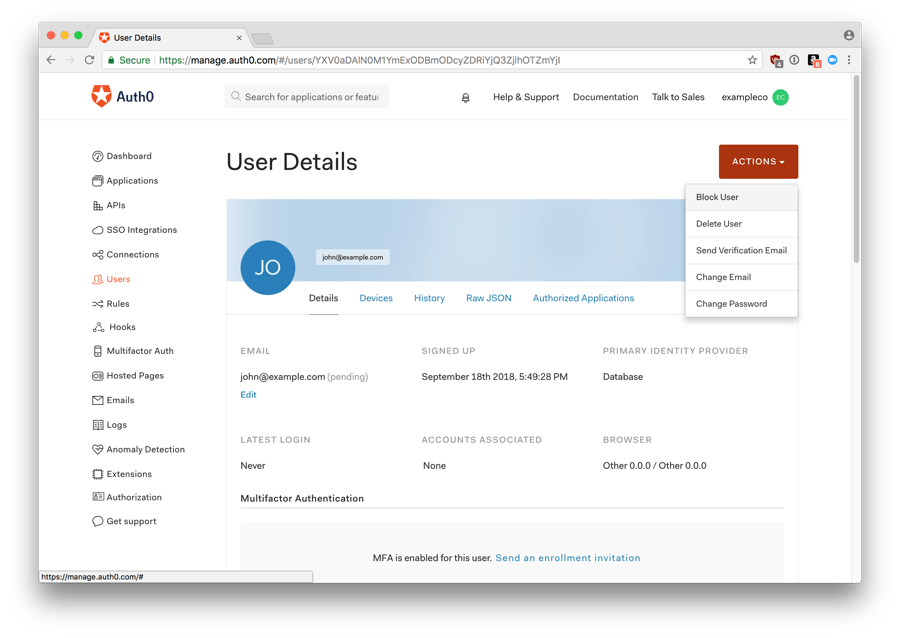 User Details
Secure https://manage.auth0.com/#/users/
Auth0
Search for applications or featu
Help & Support Documentation Talk to Sales exampleco EC
Dashboard
Applications
APIs
SSO Integrations
Connections
Users
Rules
Hooks
Multifactor Auth
Hosted Pages
Emails
Logs
Anomaly Detection
Extensions
Authorization
Get support
User Details
ACTIONS
Block User
Delete User
Send Verification Email
Change Email
Change Password
JO
john@example.com
Details Devices History Raw JSON Authorized Applications
EMAIL SIGNED UP PRIMARY IDENTITY PROVIDER
john@example.com (pending) September 18th 2018, 5:49:28 PM Database
Edit
LATEST LOGIN ACCOUNTS ASSOCIATED BROWSER
Never None Other 0.0.0 / Other 0.0.0
Multifactor Authentication
MFA is enabled for this user. Send an enrollment invitation
https://manage.auth0.com/#